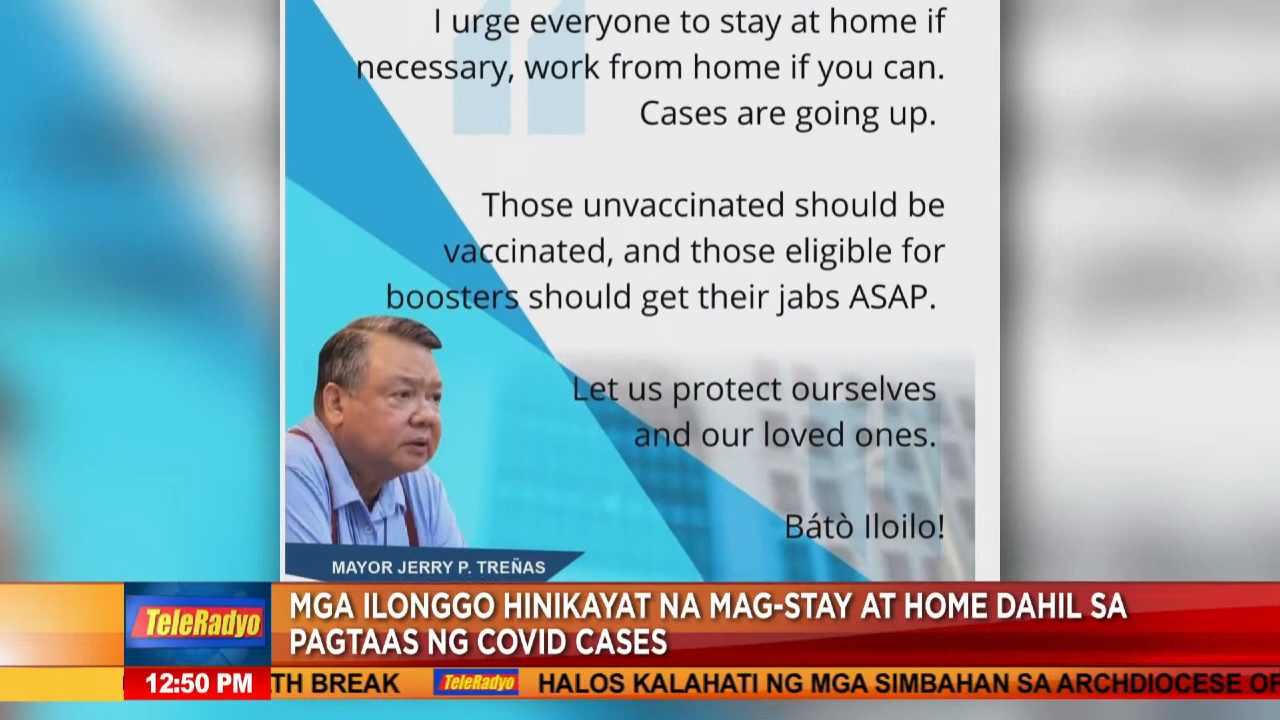 I urge everyone to stay at home if
necessary, work from home if you can.
Cases are going up.
Those unvaccinated should be
vaccinated, and those eligible for
boosters should get their jabs ASAP.
Let us protect ourselves
and our loved ones.
Bátò Iloilo!
MAYOR JERRY P. TREÑAS
TeleRadyo
MGA ILONGGO HINIKAYAT NA MAG-STAY AT HOME DAHIL SA
PAGTAAS NG COVID CASES
12:50 PM
TH BREAK TeleRadyo HALOS KALAHATI NG MGA SIMBAHAN SA ARCHDIOCESE OF